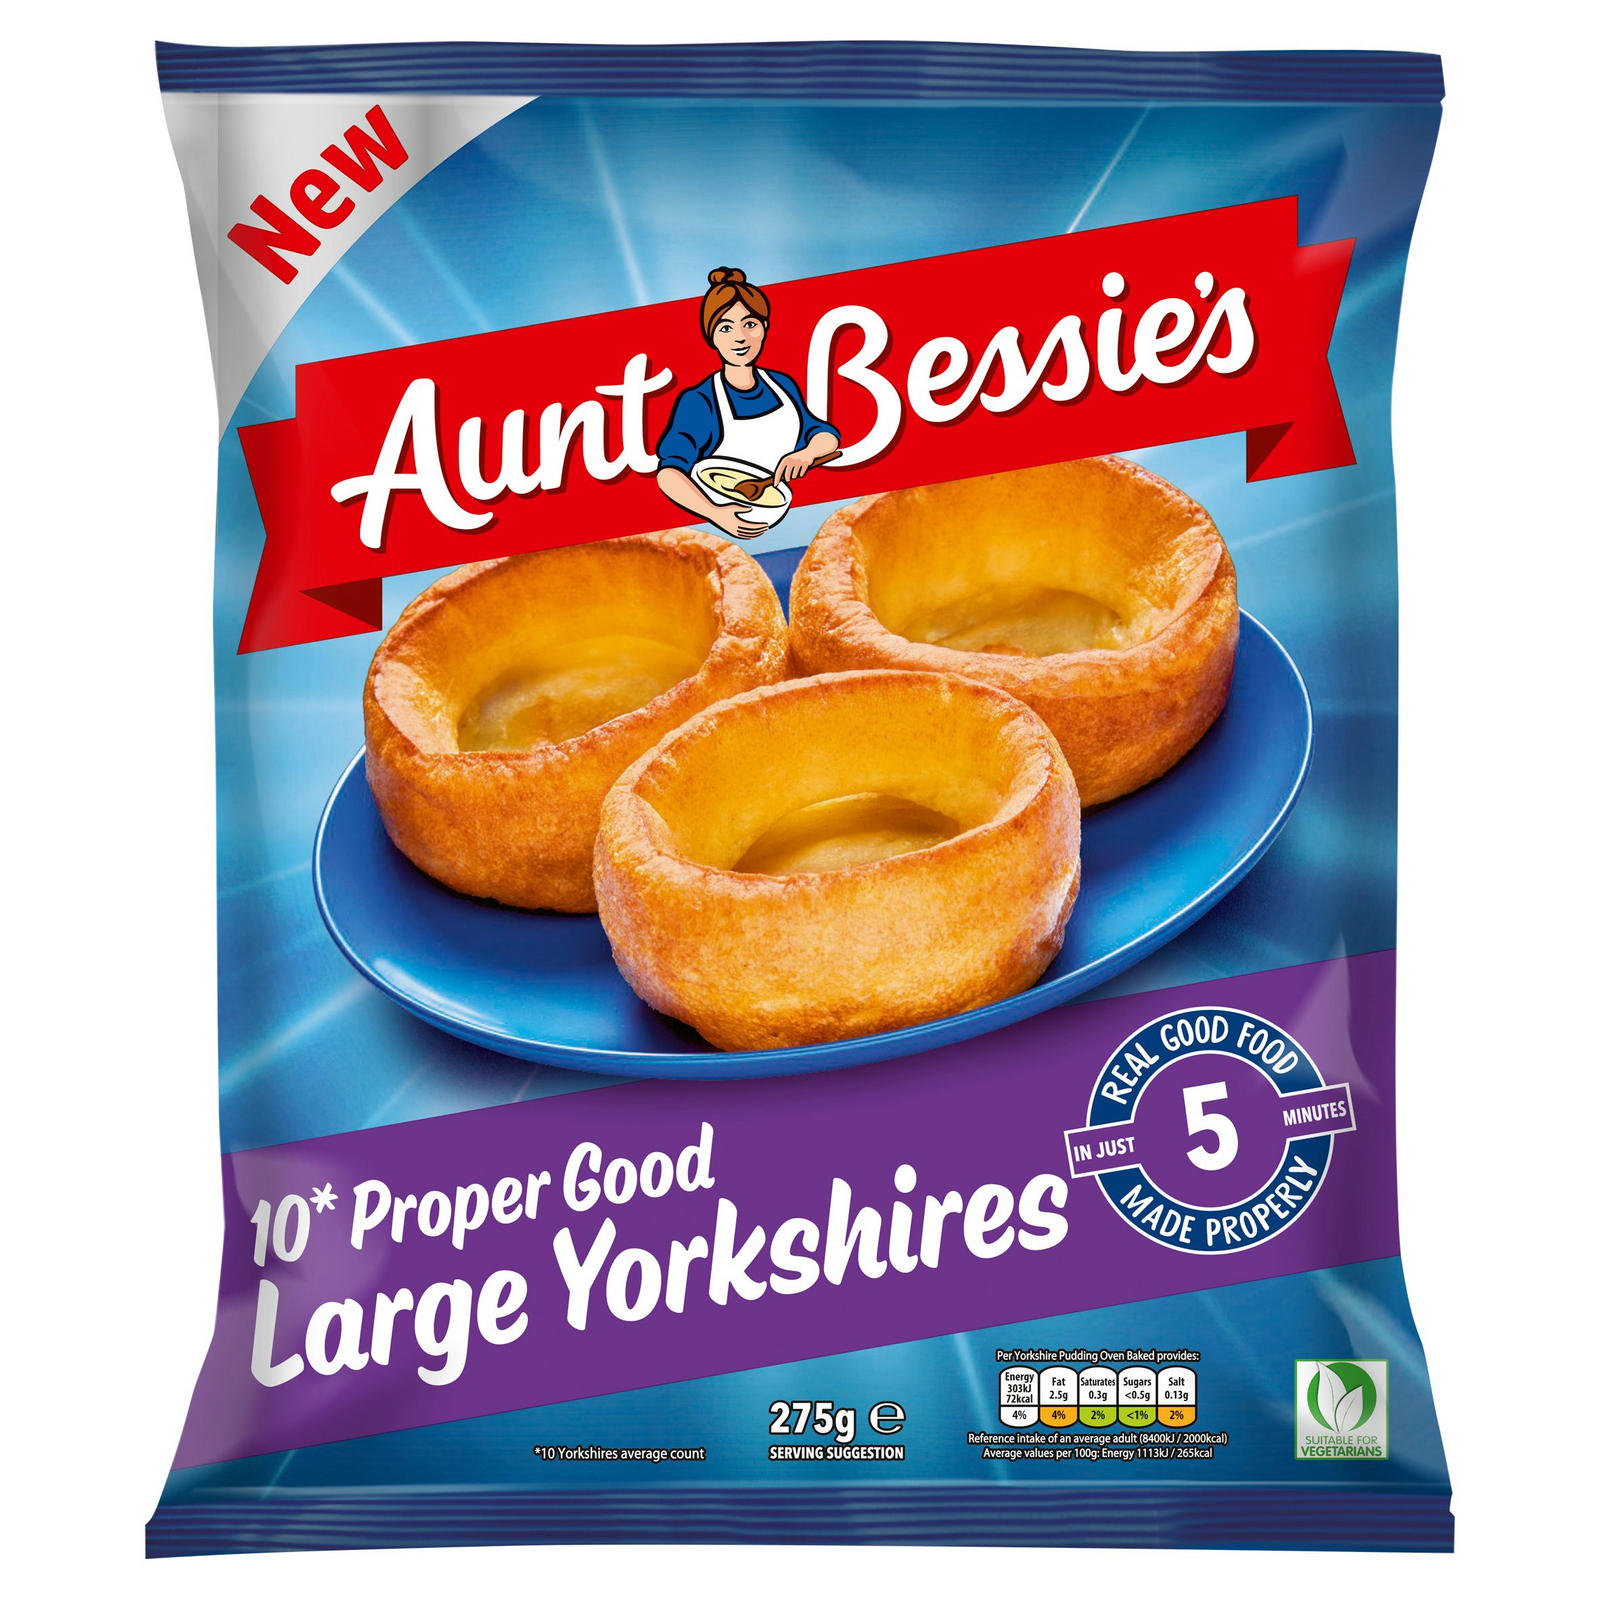 New
Aunt Bessie's
10* Proper Good
Large Yorkshires
REAL GOOD FOOD
IN JUST 5 MINUTES
MADE PROPERLY
Per Yorkshire Pudding Oven Baked provides:
Energy 303kJ 72kcal 4%
Fat 2.5g 4%
Saturates 0.3g 2%
Sugars <0.5g <1%
Salt 0.13g 2%
Reference intake of an average adult (8400kJ / 2000kcal)
Average values per 100g: Energy 1113kJ / 265kcal
275g ℮
SERVING SUGGESTION
*10 Yorkshires average count
SUITABLE FOR
VEGETARIANS